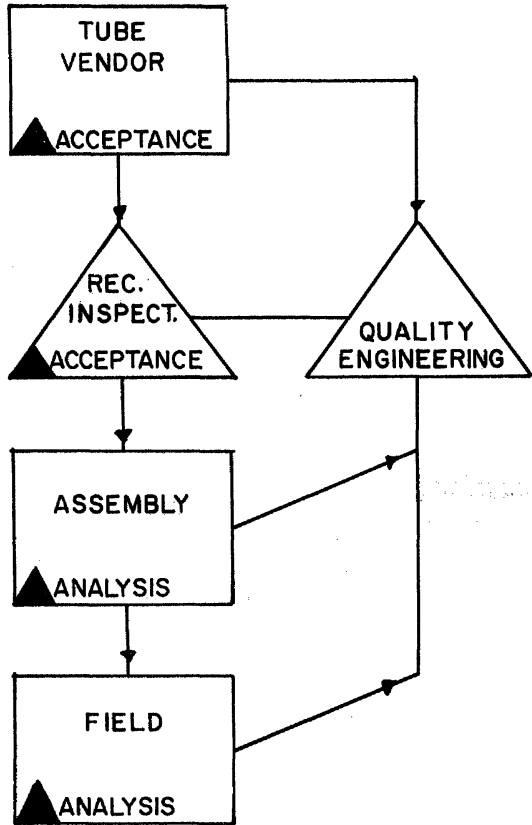 TUBE
VENDOR
ACCEPTANCE
REC.
INSPECT.
ACCEPTANCE
QUALITY
ENGINEERING
ASSEMBLY
ANALYSIS
FIELD
ANALYSIS